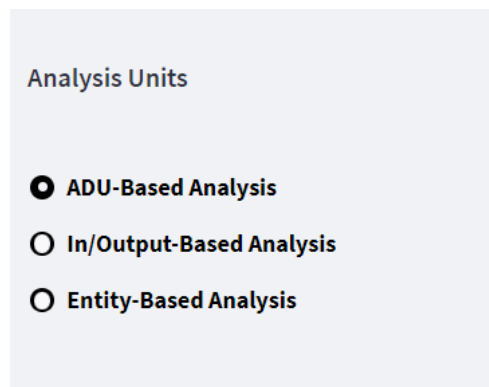 Analysis Units
ADU-Based Analysis
In/Output-Based Analysis
Entity-Based Analysis